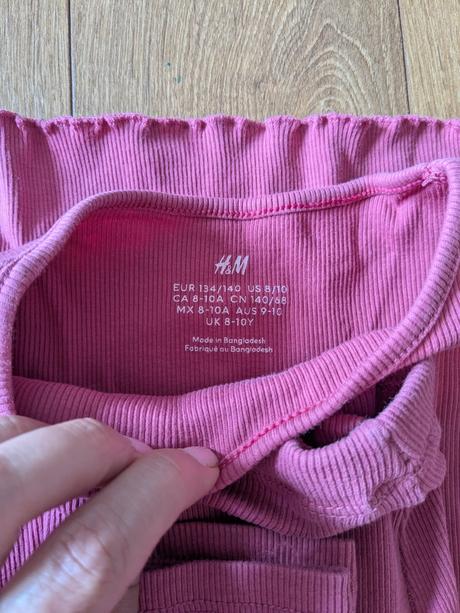 H&M
EUR 134/140 US 8/10
CA 8-10A CN 140/68
MX 8-10A AUS 9-10
UK 8-10Y
Made in Bangladesh
Fabriqué au Bangladesh